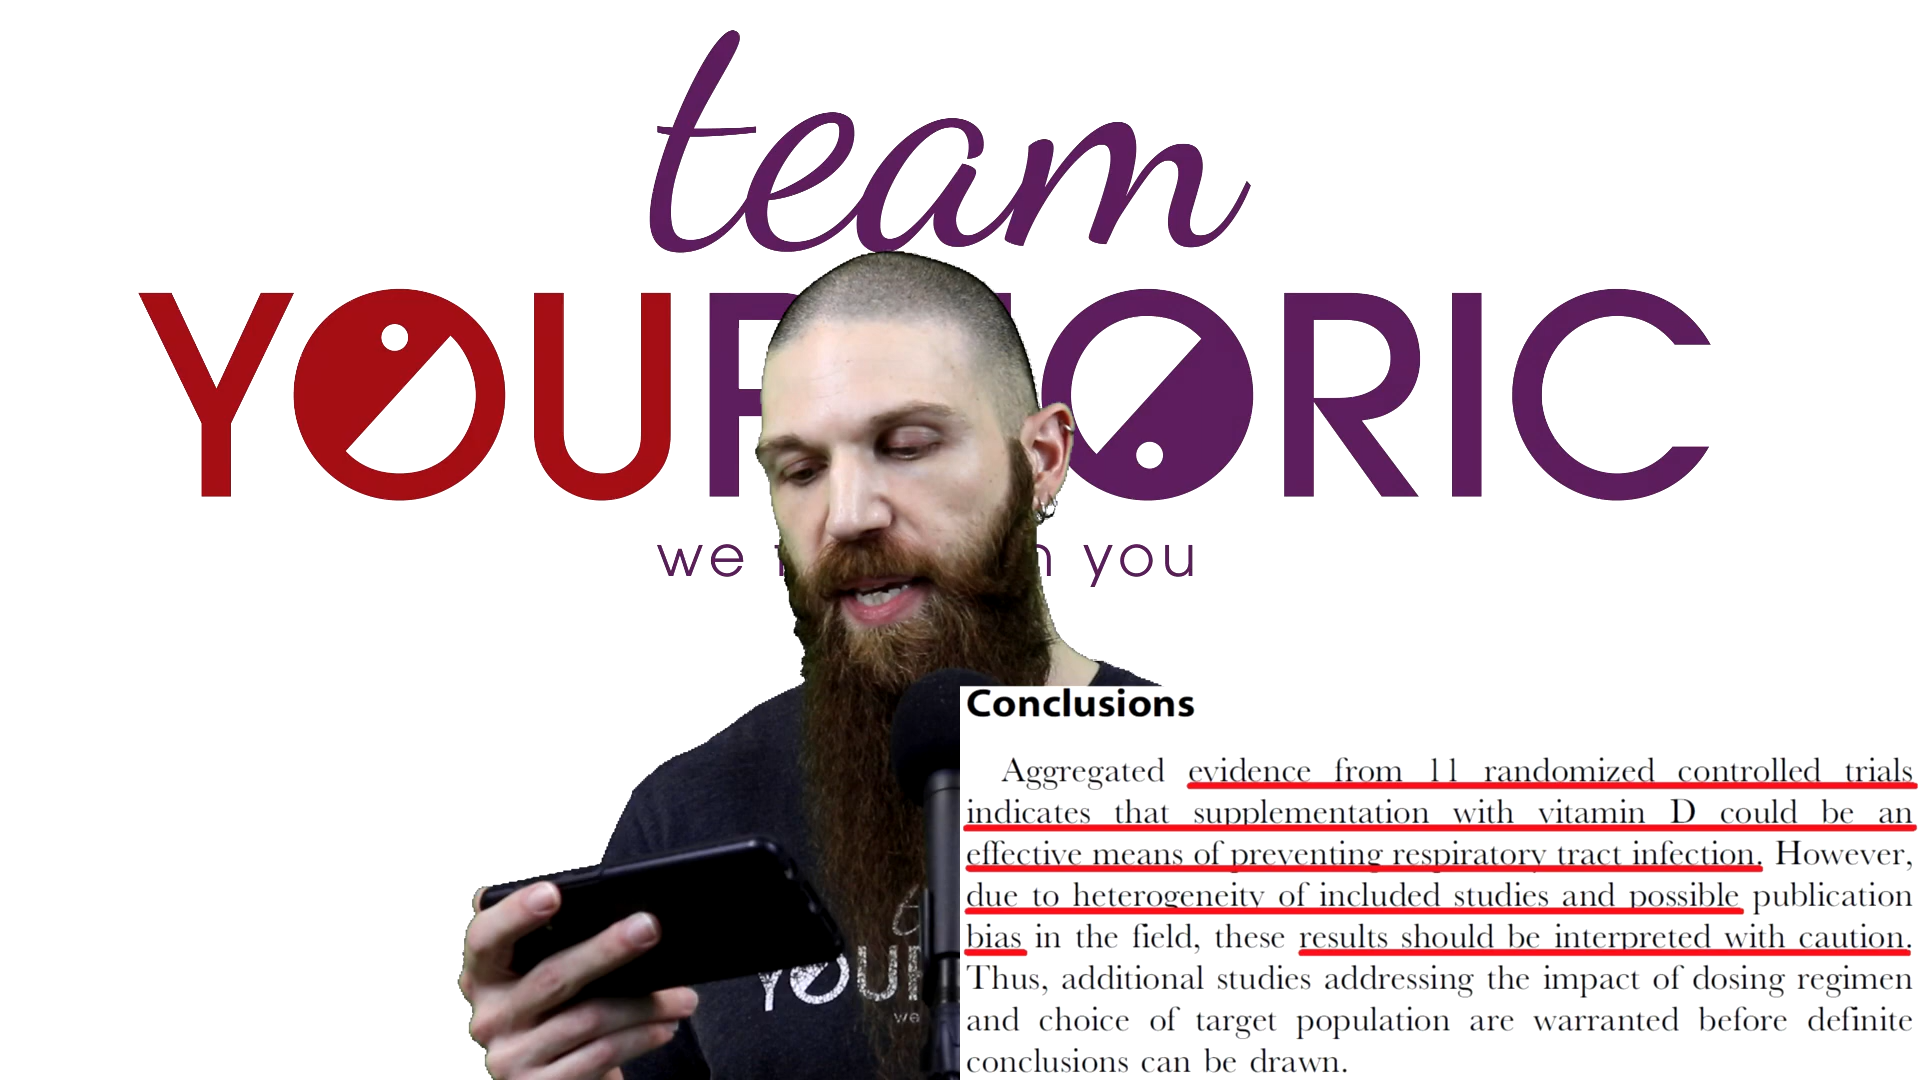 team
YOU ORIC
we you
Conclusions
Aggregated evidence from 11 randomized controlled trials
indicates that supplementation with vitamin D could be an
effective means of preventing respiratory tract infection. However,
due to heterogeneity of included studies and possible publication
bias in the field, these results should be interpreted with caution.
Thus, additional studies addressing the impact of dosing regimen
and choice of target population are warranted before definite
conclusions can be drawn.
YOU
we